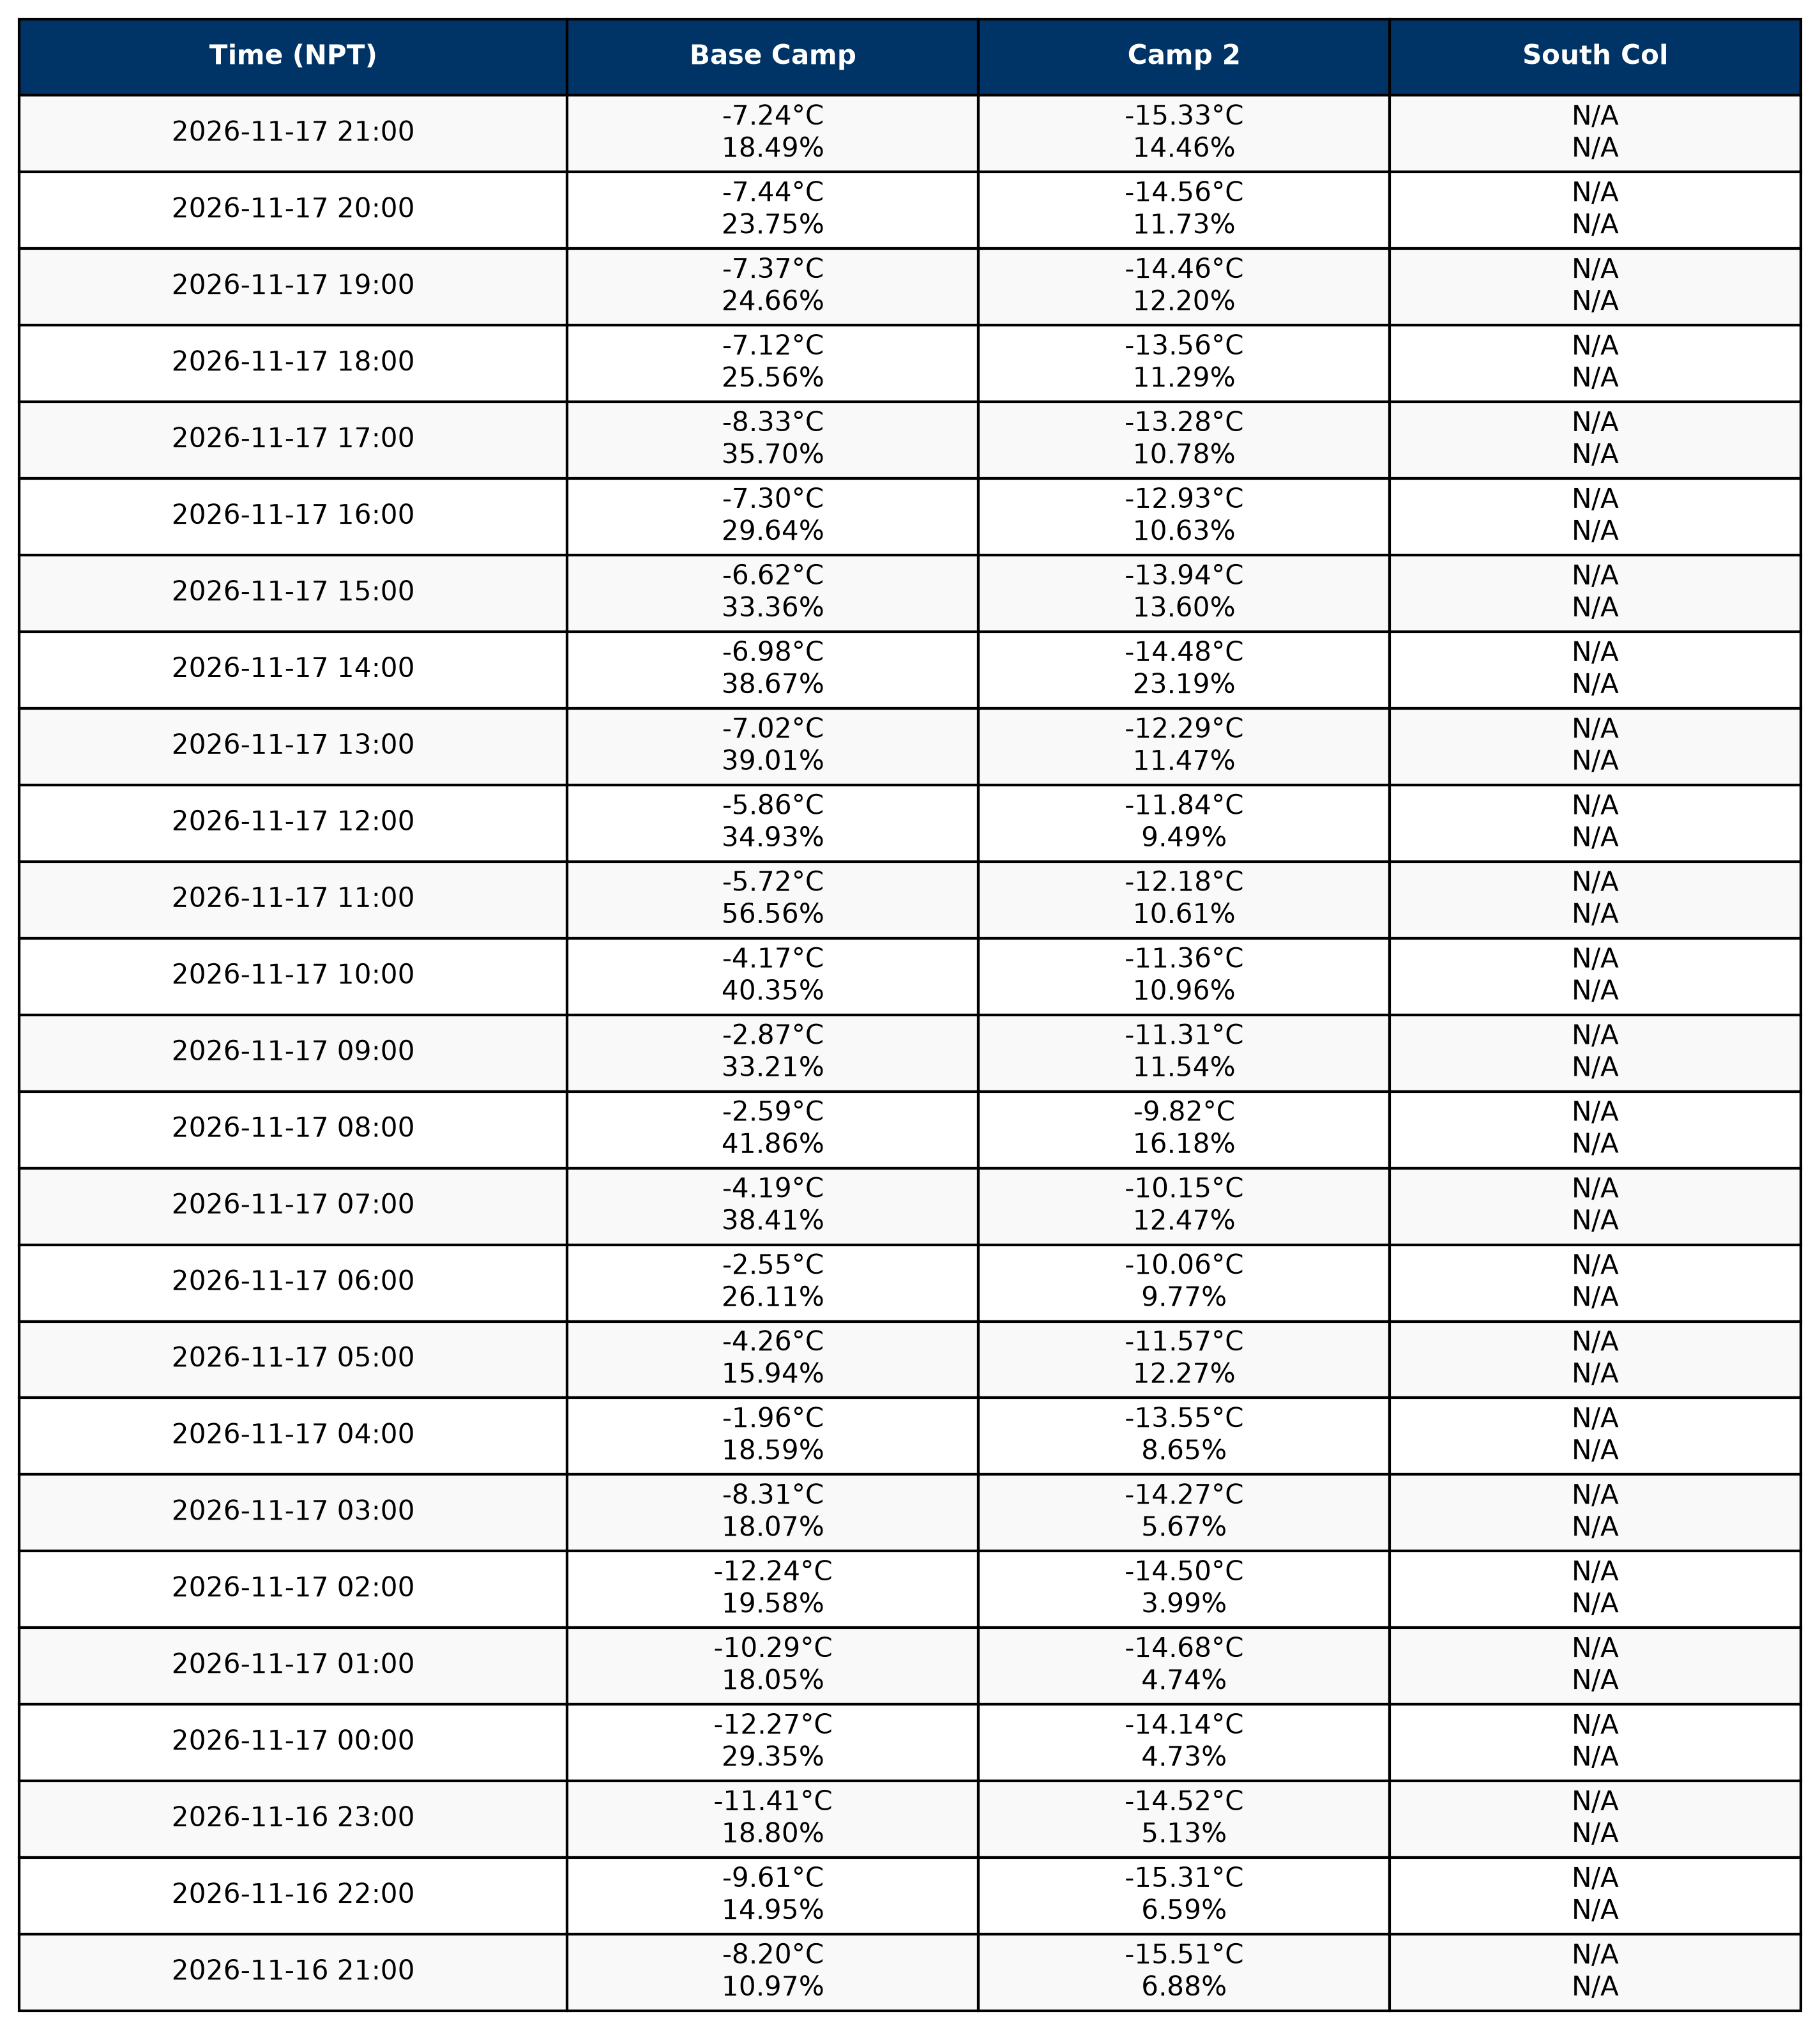 Time (NPT) Base Camp Camp 2 South Col
2026-11-17 21:00 -7.24°C -15.33°C N/A
18.49% 14.46% N/A
2026-11-17 20:00 -7.44°C -14.56°C N/A
23.75% 11.73% N/A
2026-11-17 19:00 -7.37°C -14.46°C N/A
24.66% 12.20% N/A
2026-11-17 18:00 -7.12°C -13.56°C N/A
25.56% 11.29% N/A
2026-11-17 17:00 -8.33°C -13.28°C N/A
35.70% 10.78% N/A
2026-11-17 16:00 -7.30°C -12.93°C N/A
29.64% 10.63% N/A
2026-11-17 15:00 -6.62°C -13.94°C N/A
33.36% 13.60% N/A
2026-11-17 14:00 -6.98°C -14.48°C N/A
38.67% 23.19% N/A
2026-11-17 13:00 -7.02°C -12.29°C N/A
39.01% 11.47% N/A
2026-11-17 12:00 -5.86°C -11.84°C N/A
34.93% 9.49% N/A
2026-11-17 11:00 -5.72°C -12.18°C N/A
56.56% 10.61% N/A
2026-11-17 10:00 -4.17°C -11.36°C N/A
40.35% 10.96% N/A
2026-11-17 09:00 -2.87°C -11.31°C N/A
33.21% 11.54% N/A
2026-11-17 08:00 -2.59°C -9.82°C N/A
41.86% 16.18% N/A
2026-11-17 07:00 -4.19°C -10.15°C N/A
38.41% 12.47% N/A
2026-11-17 06:00 -2.55°C -10.06°C N/A
26.11% 9.77% N/A
2026-11-17 05:00 -4.26°C -11.57°C N/A
15.94% 12.27% N/A
2026-11-17 04:00 -1.96°C -13.55°C N/A
18.59% 8.65% N/A
2026-11-17 03:00 -8.31°C -14.27°C N/A
18.07% 5.67% N/A
2026-11-17 02:00 -12.24°C -14.50°C N/A
19.58% 3.99% N/A
2026-11-17 01:00 -10.29°C -14.68°C N/A
18.05% 4.74% N/A
2026-11-17 00:00 -12.27°C -14.14°C N/A
29.35% 4.73% N/A
2026-11-16 23:00 -11.41°C -14.52°C N/A
18.80% 5.13% N/A
2026-11-16 22:00 -9.61°C -15.31°C N/A
14.95% 6.59% N/A
2026-11-16 21:00 -8.20°C -15.51°C N/A
10.97% 6.88% N/A